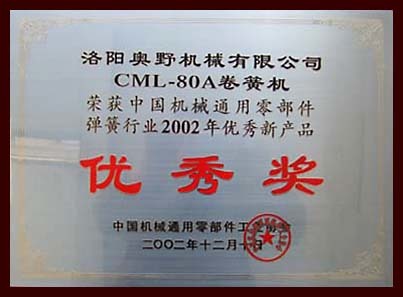 洛阳奥野机械有限公司
CML-80A卷簧机
荣获中国机械通用零部件
弹簧行业2002年优秀新产品
优秀奖
中国机械通用零部件工业协会
二〇〇二年十二月十日